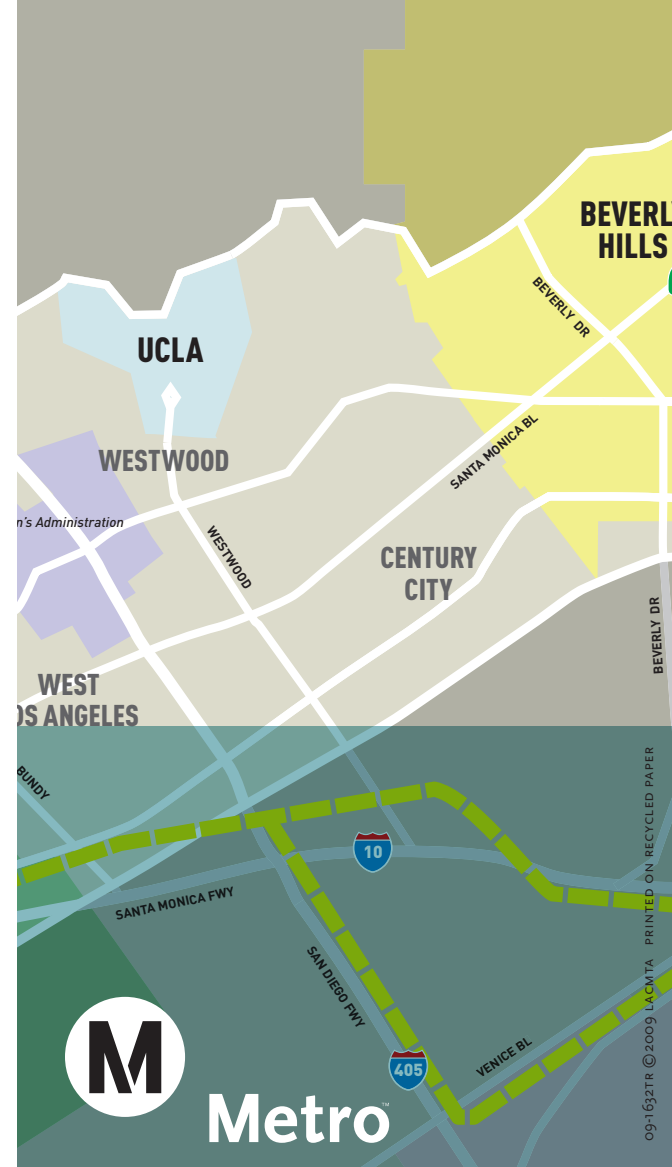 BEVERL
HILLS
BEVERLY DR
UCLA
WESTWOOD
SANTA MONICA BL
n's Administration
WESTWOOD
CENTURY
CITY
BEVERLY DR
WEST
OS ANGELES
BUNDY
10
SANTA MONICA FWY
SAN DIEGO FWY
405
VENICE BL
M
Metro™
09-1632TR ©2009 LACMTA PRINTED ON RECYCLED PAPER